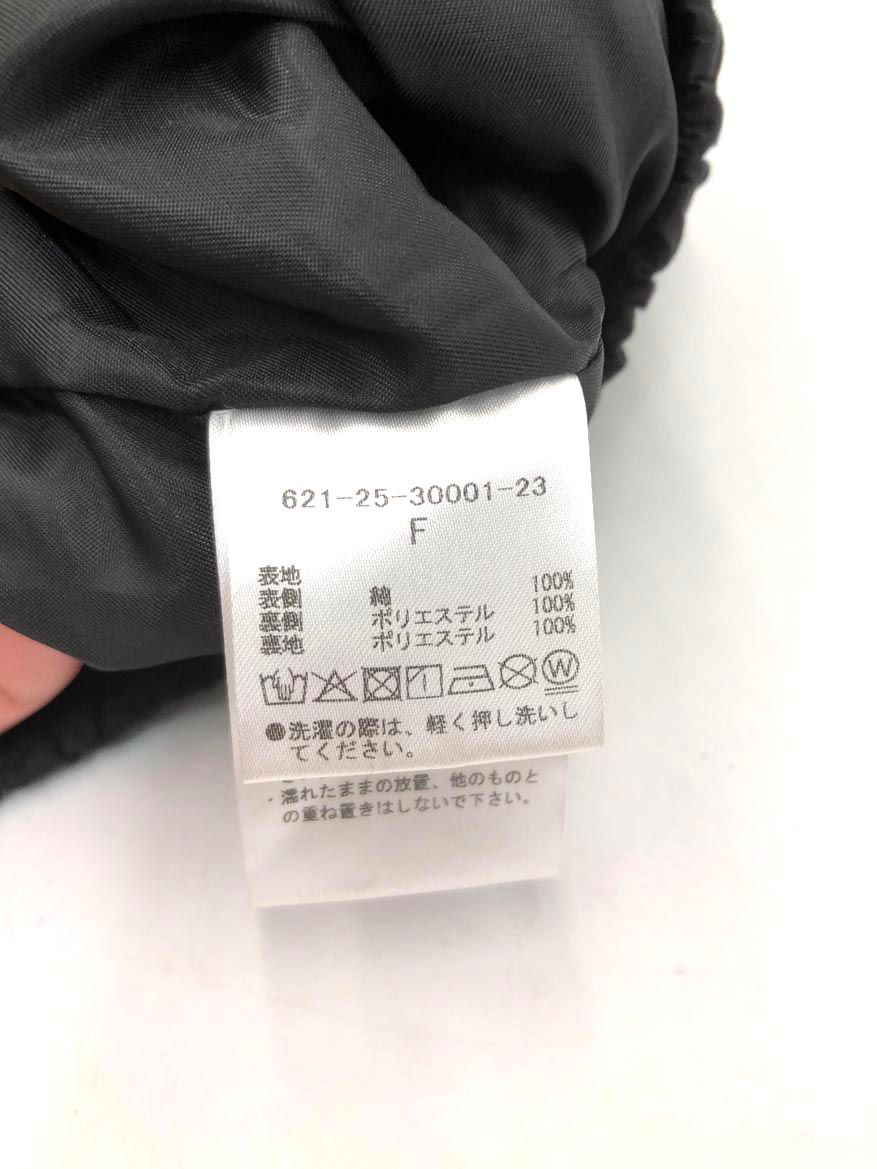 621-25-30001-23
F
表地
表側 綿 100%
裏側 ポリエステル 100%
裏地 ポリエステル 100%
W
●洗濯の際は、軽く押し洗いし
てください。
・濡れたままの放置、他のものと
の重ね置きはしないで下さい。